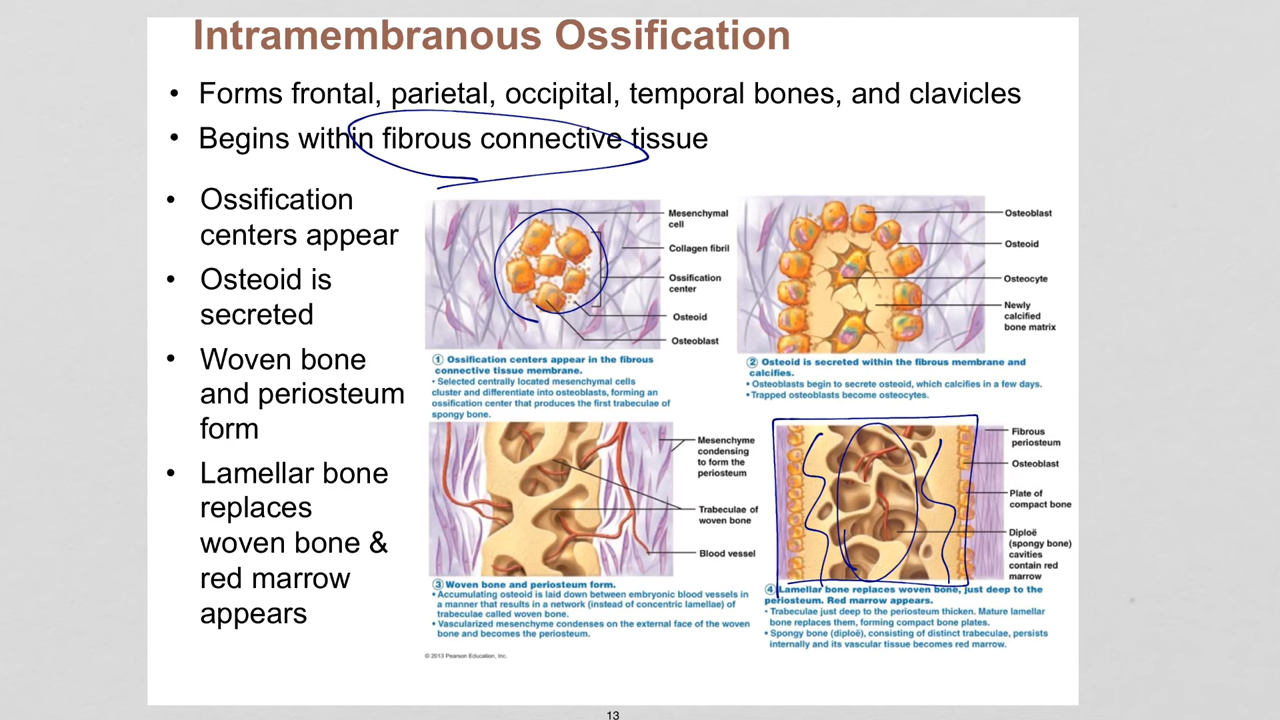 Intramembranous Ossification
• Forms frontal, parietal, occipital, temporal bones, and clavicles
• Begins within fibrous connective tissue
• Ossification
centers appear
• Osteoid is
secreted
• Woven bone
and periosteum
form
• Lamellar bone
replaces
woven bone &
red marrow
appears
Mesenchymal
cell
Collagen fibril
Ossification
center
Osteoid
Osteoblast
① Ossification centers appear in the fibrous
connective tissue membrane.
• Selected centrally located mesenchymal cells
cluster and differentiate into osteoblasts, forming an
ossification center that produces the first trabeculae of
spongy bone.
Osteoblast
Osteoid
Osteocyte
Newly
calcified
bone matrix
② Osteoid is secreted within the fibrous membrane and
calcifies.
• Osteoblasts begin to secrete osteoid, which calcifies in a few days.
• Trapped osteoblasts become osteocytes.
Mesenchyme
condensing
to form the
periosteum
Trabeculae of
woven bone
Blood vessel
③ Woven bone and periosteum form.
• Accumulating osteoid is laid down between embryonic blood vessels in
a manner that results in a network (instead of concentric lamellae) of
trabeculae called woven bone.
• Vascularized mesenchyme condenses on the external face of the woven
bone and becomes the periosteum.
Fibrous
periosteum
Osteoblast
Plate of
compact bone
Diploë
(spongy bone)
cavities
contain red
marrow
④ Lamellar bone replaces woven bone, just deep to the
periosteum. Red marrow appears.
• Trabeculae just deep to the periosteum thicken. Mature lamellar
bone replaces them, forming compact bone plates.
• Spongy bone (diploë), consisting of distinct trabeculae, persists
internally and its vascular tissue becomes red marrow.
© 2013 Pearson Education, Inc.
13